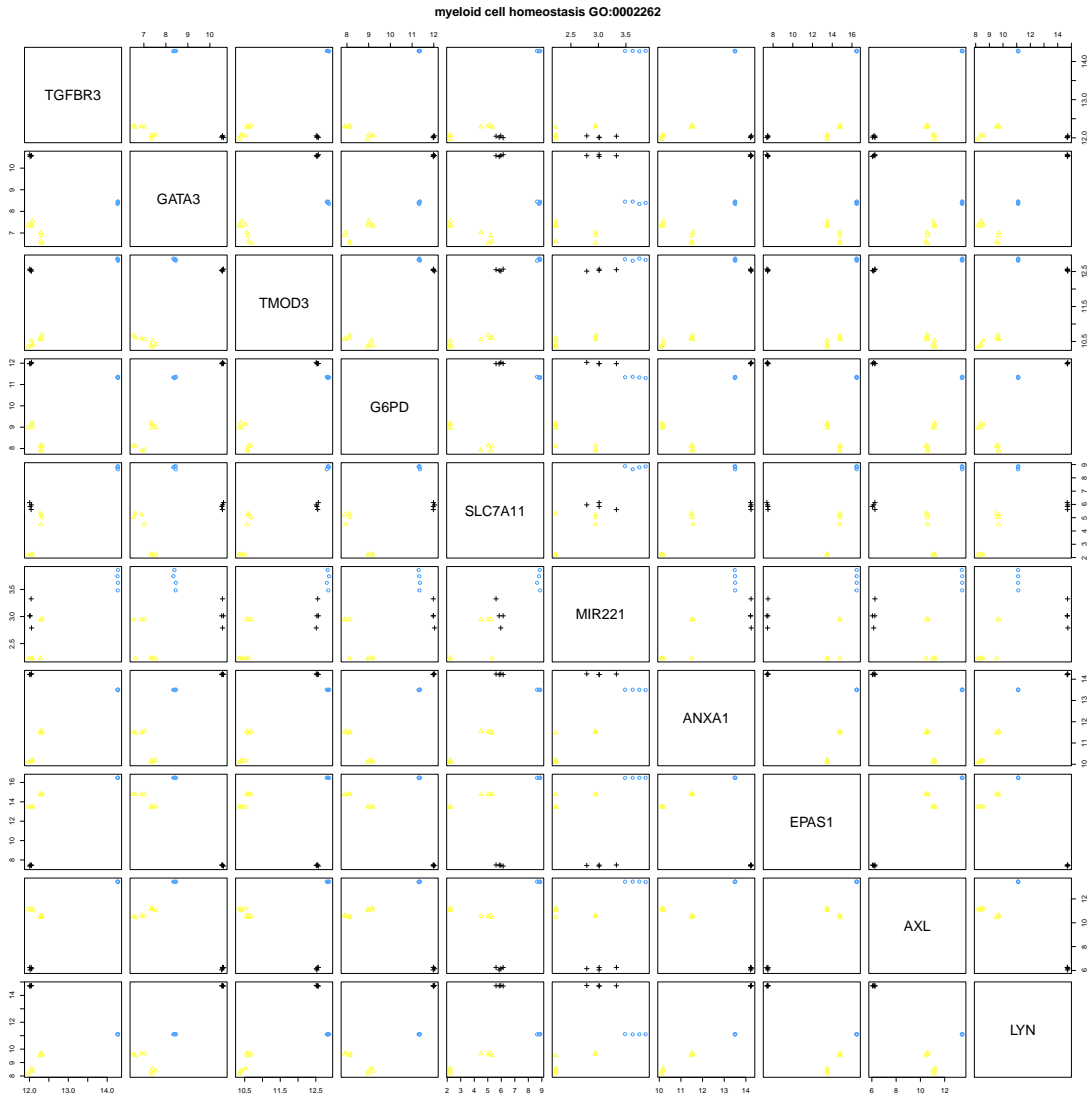 myeloid cell homeostasis GO:0002262
7 8 9 10
8 9 10 11 12
2.5 3.0 3.5
8 10 12 14 16
8 9 10 12 14
TGFBR3
12.0 13.0 14.0
7 8 9 10
GATA3
TMOD3
10.5 11.5 12.5
8 9 10 11 12
G6PD
SLC7A11
2 3 4 5 6 7 8 9
2.5 3.0 3.5
MIR221
ANXA1
10 11 12 13 14
8 10 12 14 16
EPAS1
AXL
6 8 10 12
8 9 10 12 14
LYN
12.0 13.0 14.0
10.5 11.5 12.5
2 3 4 5 6 7 8 9
10 11 12 13 14
6 8 10 12